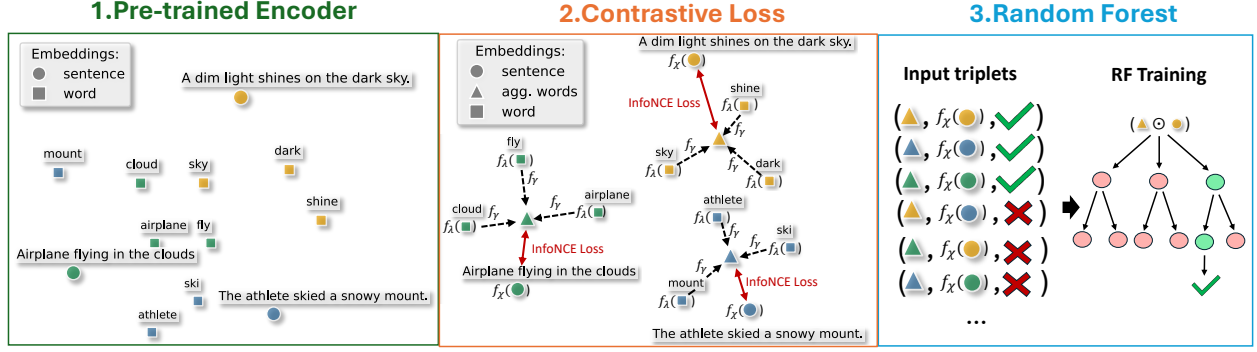 1.Pre-trained Encoder
Embeddings:
sentence
word
A dim light shines on the dark sky.
mount
cloud
sky
dark
shine
airplane
fly
Airplane flying in the clouds
ski
The athlete skied a snowy mount.
athlete
2.Contrastive Loss
Embeddings:
sentence
agg. words
word
A dim light shines on the dark sky.
fχ( )
InfoNCE Loss
shine
fλ( )
fγ
sky
fλ( )
fγ
dark
fλ( )
fγ
fly
fλ( )
fγ
cloud
fλ( )
fγ
airplane
fλ( )
fγ
InfoNCE Loss
Airplane flying in the clouds
fχ( )
athlete
fλ( )
fγ
ski
fλ( )
fγ
mount
fλ( )
fγ
InfoNCE Loss
fχ( )
The athlete skied a snowy mount.
3.Random Forest
Input triplets
( , fχ( ), )
( , fχ( ), )
( , fχ( ), )
( , fχ( ), )
( , fχ( ), )
( , fχ( ), )
...
RF Training
( ⊙ )